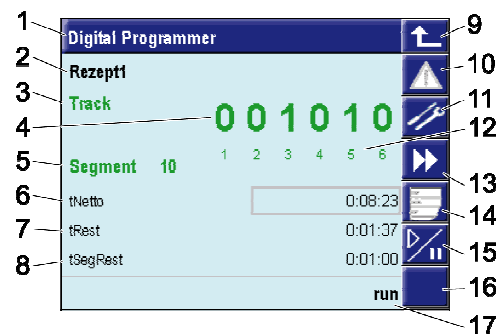 1 Digital Programmer 9
2 Rezept1 10
3 Track 11
4 0 0 1 0 1 0 12
5 Segment 10 1 2 3 4 5 6
6 tNetto 0:08:23 13
7 tRest 0:01:37 14
8 tSegRest 0:01:00 15
run 16
17